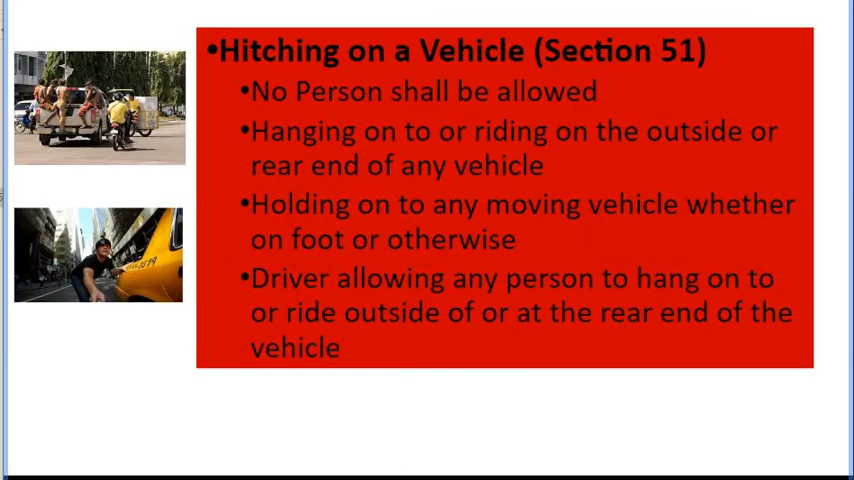 •Hitching on a Vehicle (Section 51)
•No Person shall be allowed
•Hanging on to or riding on the outside or
rear end of any vehicle
•Holding on to any moving vehicle whether
on foot or otherwise
•Driver allowing any person to hang on to
or ride outside of or at the rear end of the
vehicle